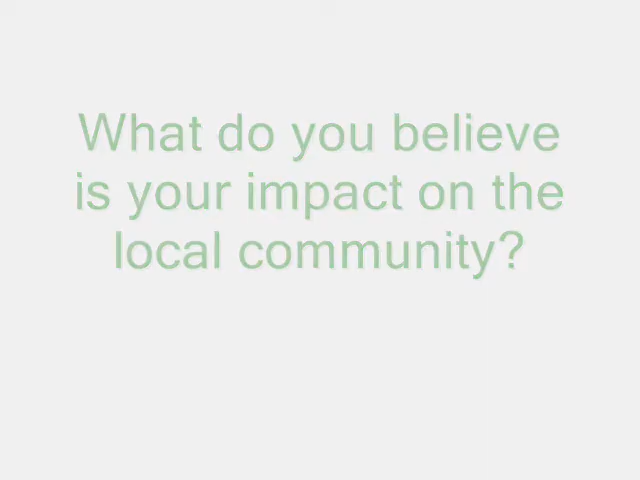 What do you believe
is your impact on the
local community?